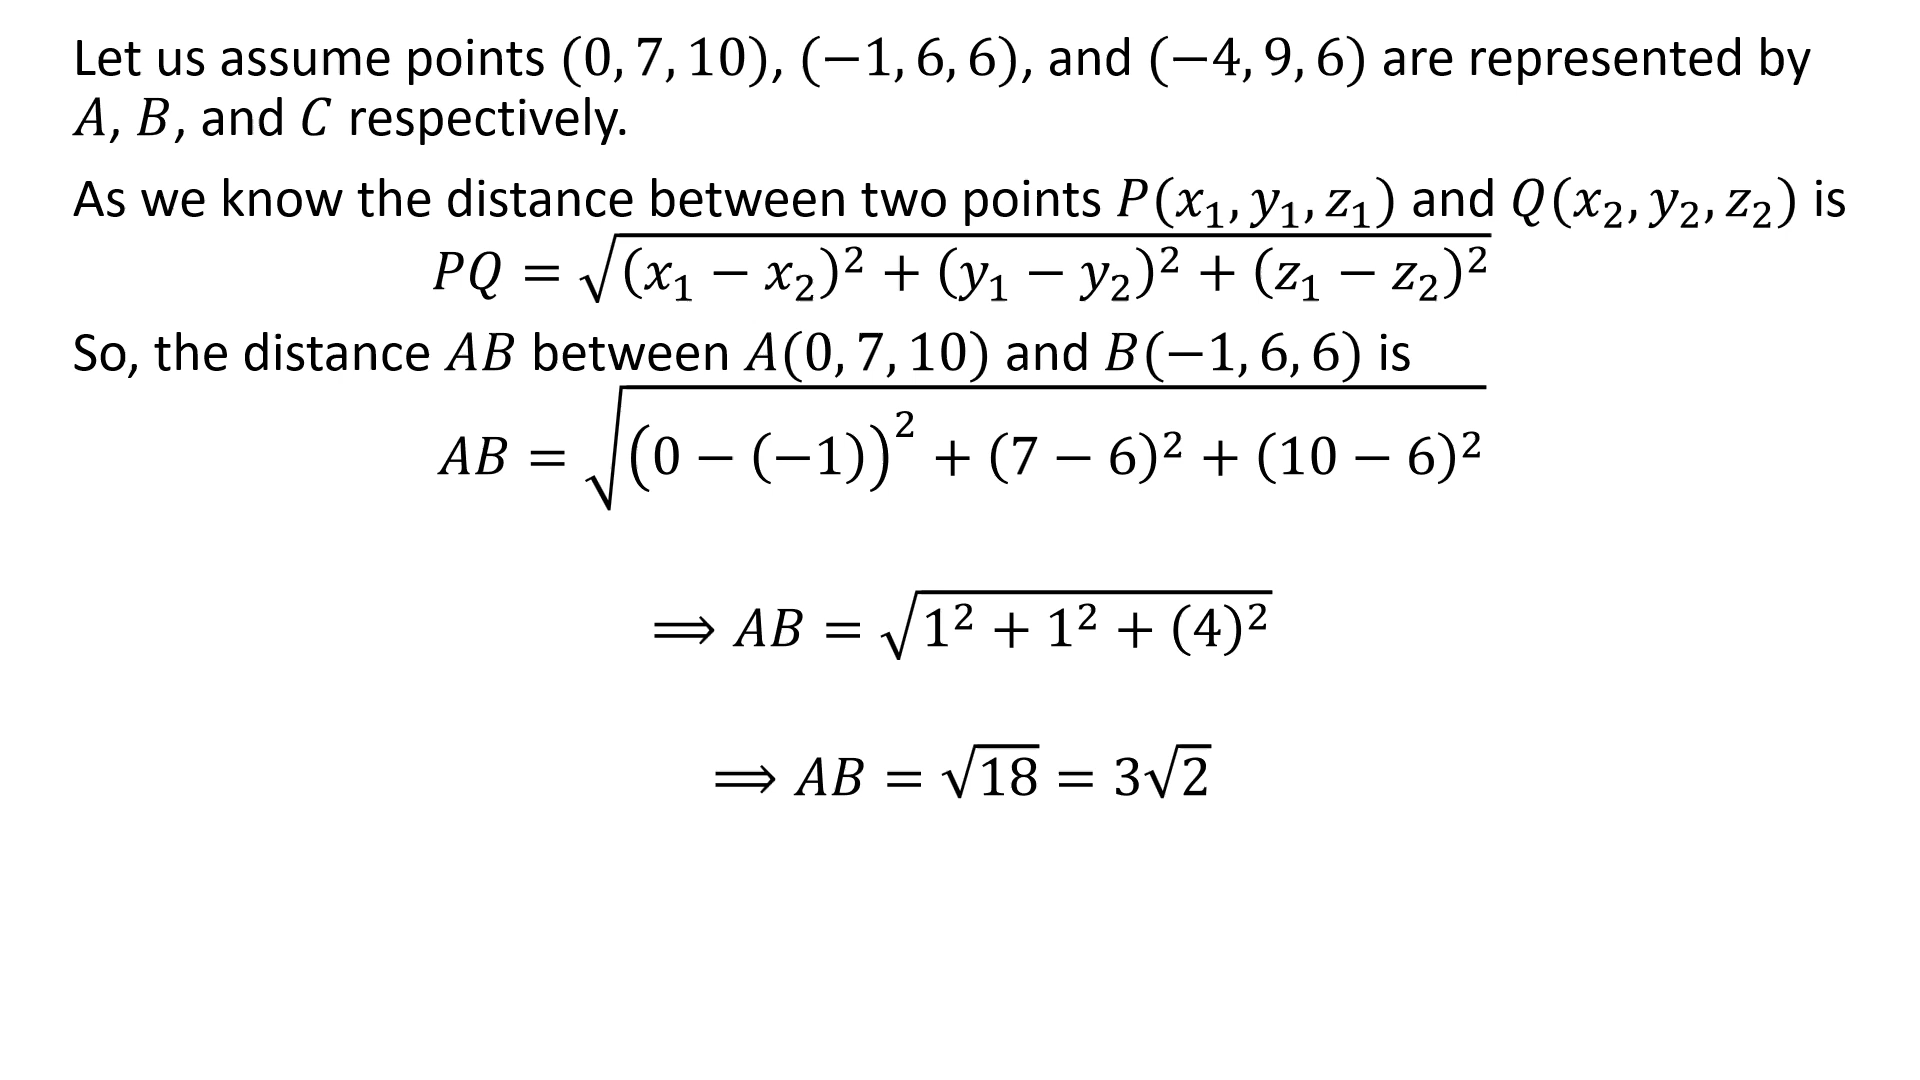 Let us assume points (0, 7, 10), (−1, 6, 6), and (−4, 9, 6) are represented by
A, B, and C respectively.
As we know the distance between two points P(x₁, y₁, z₁) and Q(x₂, y₂, z₂) is
PQ = √((x₁ − x₂)² + (y₁ − y₂)² + (z₁ − z₂)²)
So, the distance AB between A(0, 7, 10) and B(−1, 6, 6) is
AB = √((0 − (−1))² + (7 − 6)² + (10 − 6)²)
⟹ AB = √(1² + 1² + (4)²)
⟹ AB = √18 = 3√2